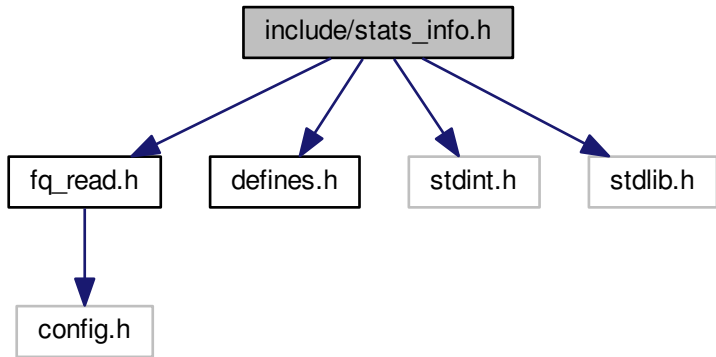 include/stats_info.h
fq_read.h
defines.h
stdint.h
stdlib.h
config.h